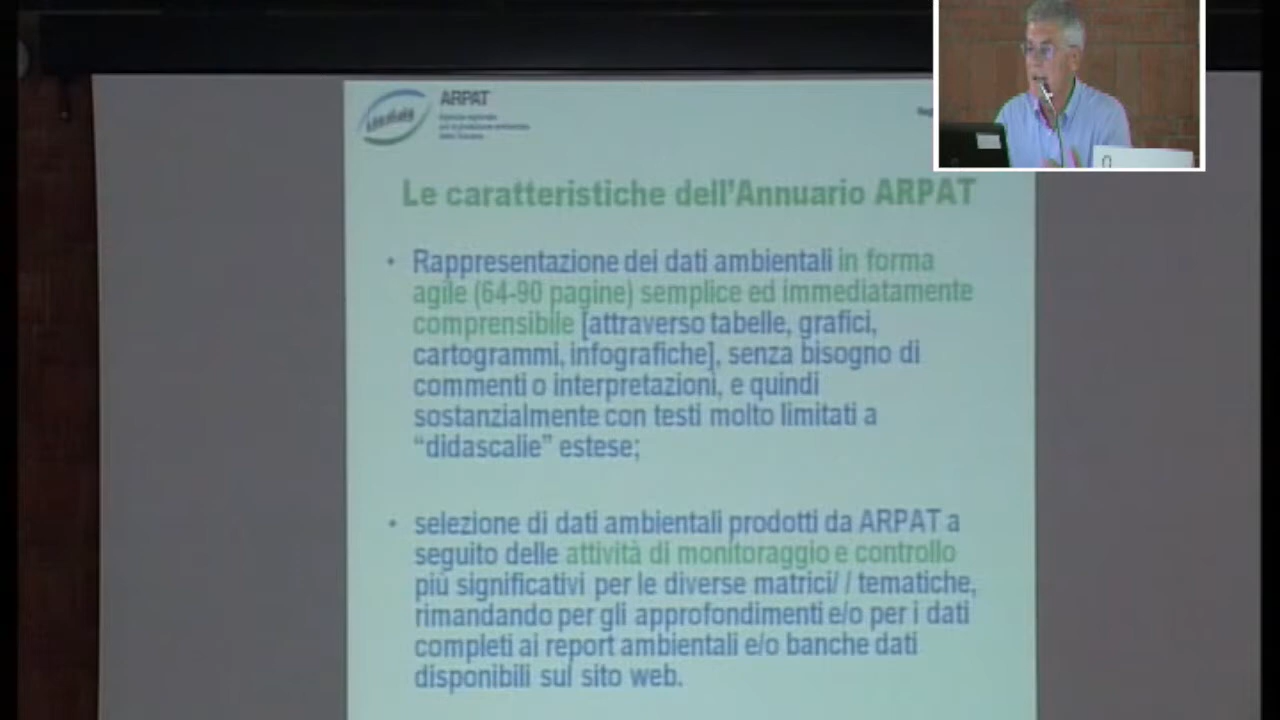 ARPAT
Le caratteristiche dell'Annuario ARPAT
• Rappresentazione dei dati ambientali in forma
agile (64-90 pagine) semplice ed immediatamente
comprensibile [attraverso tabelle, grafici,
cartogrammi, infografiche], senza bisogno di
commenti o interpretazioni, e quindi
sostanzialmente con testi molto limitati a
“didascalie” estese;
• selezione di dati ambientali prodotti da ARPAT a
seguito delle attività di monitoraggio e controllo
più significativi per le diverse matrici/ / tematiche,
rimandando per gli approfondimenti e/o per i dati
completi ai report ambientali e/o banche dati
disponibili sul sito web.